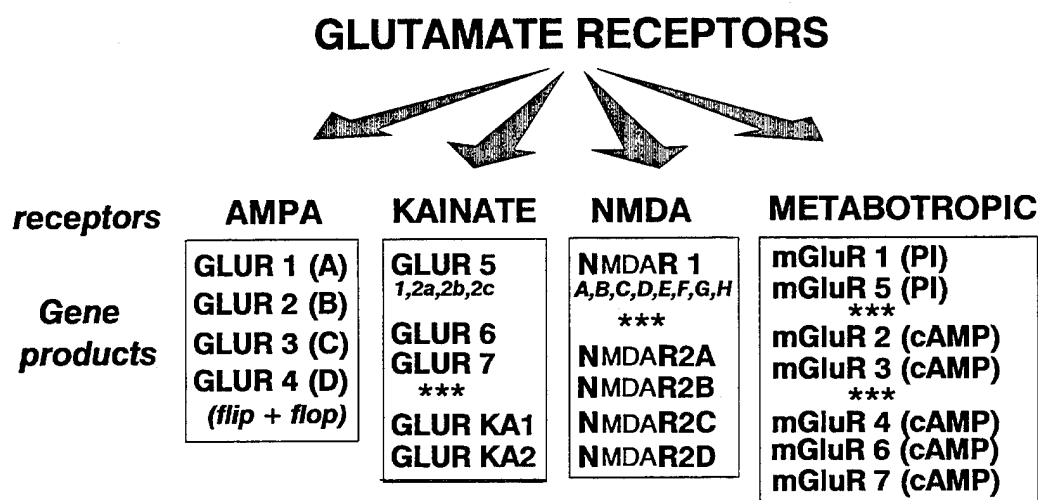 GLUTAMATE RECEPTORS
receptors
AMPA
KAINATE
NMDA
METABOTROPIC
Gene
products
GLUR 1 (A)
GLUR 2 (B)
GLUR 3 (C)
GLUR 4 (D)
(flip + flop)
GLUR 5
1,2a,2b,2c
GLUR 6
GLUR 7
***
GLUR KA1
GLUR KA2
NMDAR 1
A,B,C,D,E,F,G,H
***
NMDAR2A
NMDAR2B
NMDAR2C
NMDAR2D
mGluR 1 (PI)
mGluR 5 (PI)
***
mGluR 2 (cAMP)
mGluR 3 (cAMP)
***
mGluR 4 (cAMP)
mGluR 6 (cAMP)
mGluR 7 (cAMP)